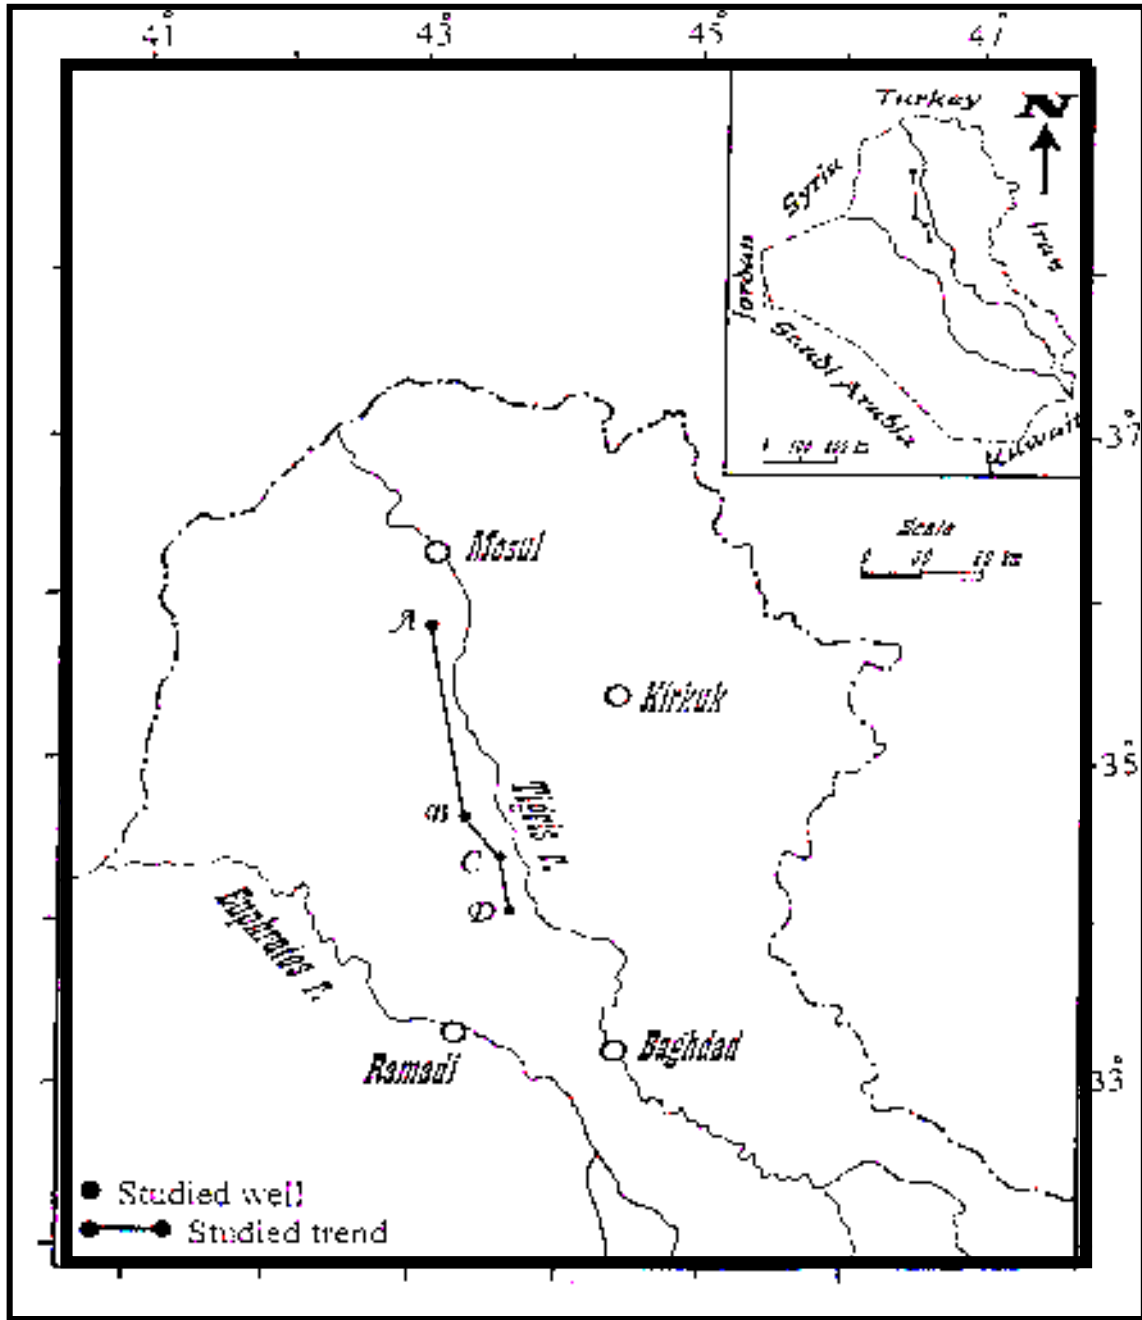 41° 43° 45° 47°
Turkey
N
Syria
Iran
Jordan
Saudi Arabia
Kuwait
37°
Scale
Mosul
A
Kirkuk
35°
B
Tigris r.
C
D
Euphrates r.
Baghdad
Ramadi
33°
Studied well
Studied trend